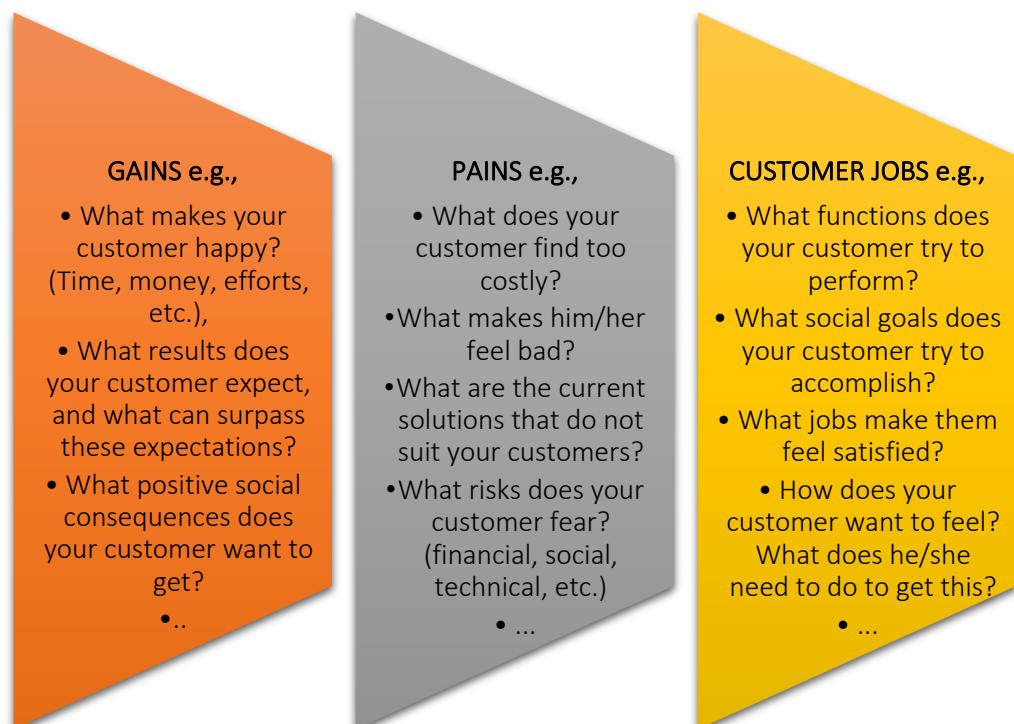 GAINS e.g.,
• What makes your
customer happy?
(Time, money, efforts,
etc.),
• What results does
your customer expect,
and what can surpass
these expectations?
• What positive social
consequences does
your customer want to
get?
•..
PAINS e.g.,
• What does your
customer find too
costly?
•What makes him/her
feel bad?
•What are the current
solutions that do not
suit your customers?
•What risks does your
customer fear?
(financial, social,
technical, etc.)
• ...
CUSTOMER JOBS e.g.,
• What functions does
your customer try to
perform?
• What social goals does
your customer try to
accomplish?
• What jobs make them
feel satisfied?
• How does your
customer want to feel?
What does he/she
need to do to get this?
• ...